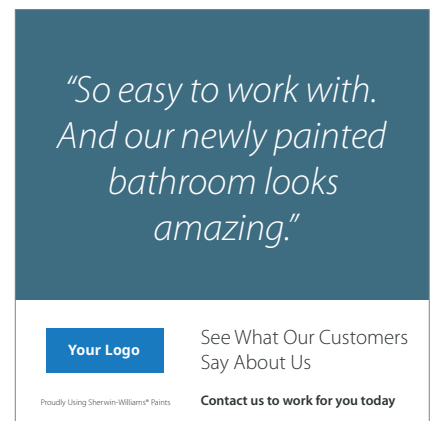 “So easy to work with.
And our newly painted
bathroom looks
amazing.”
Your Logo
Proudly Using Sherwin-Williams® Paints
See What Our Customers
Say About Us
Contact us to work for you today